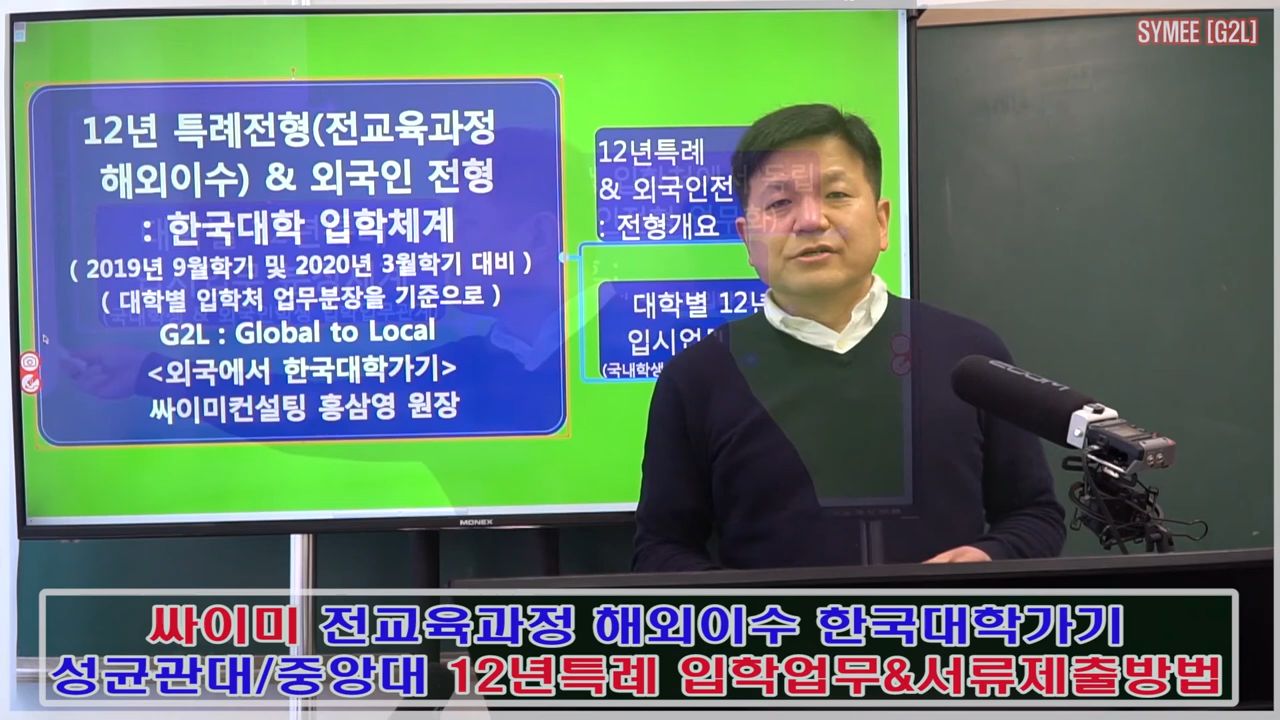 SYMEE [G2L]
12년 특례전형(전교육과정
해외이수) & 외국인 전형
: 한국대학 입학체계
( 2019년 9월학기 및 2020년 3월학기 대비 )
( 대학별 입학처 업무분장을 기준으로 )
G2L : Global to Local
<외국에서 한국대학가기>
싸이미컨설팅 홍삼영 원장
12년특례
& 외국인전
: 전형개요
대학별 12년
입시업무
(국내학생
MONEX
ZOOM
싸이미 전교육과정 해외이수 한국대학가기
성균관대/중앙대 12년특례 입학업무&서류제출방법